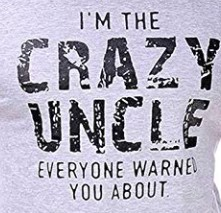 I'M THE
CRAZY
UNCLE
EVERYONE WARNED
YOU ABOUT.